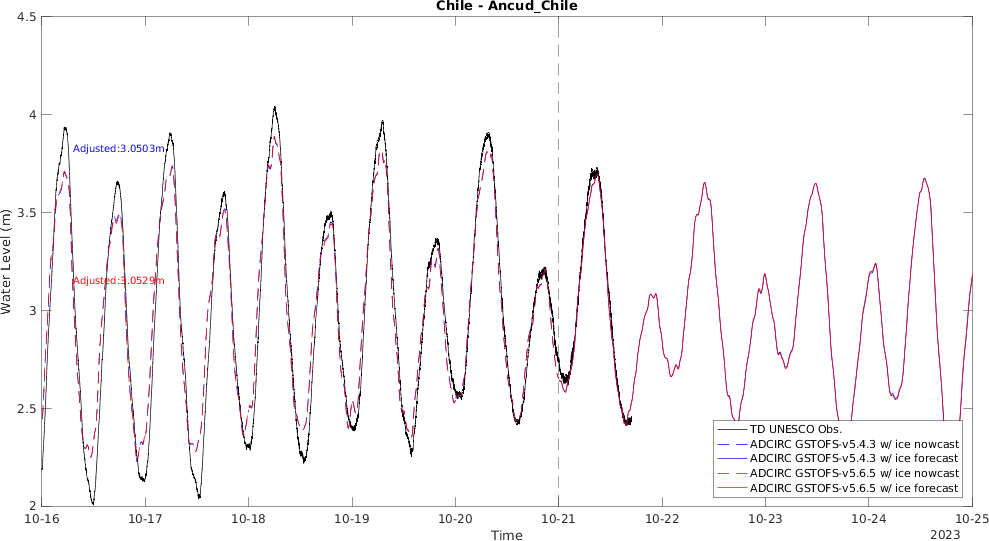 Chile - Ancud_Chile
4.5
4
3.5
3
2.5
2
Water Level (m)
Adjusted:3.0503m
Adjusted:3.0529m
TD UNESCO Obs.
ADCIRC GSTOFS-v5.4.3 w/ ice nowcast
ADCIRC GSTOFS-v5.4.3 w/ ice forecast
ADCIRC GSTOFS-v5.6.5 w/ ice nowcast
ADCIRC GSTOFS-v5.6.5 w/ ice forecast
10-16 10-17 10-18 10-19 10-20 10-21 10-22 10-23 10-24 10-25
Time
2023